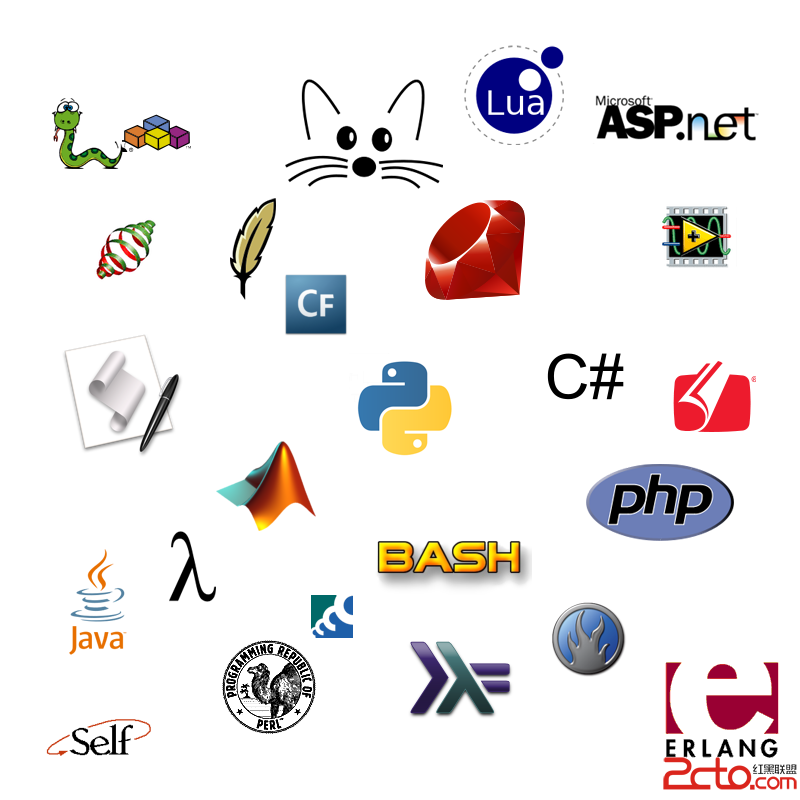 Lua
Microsoft
ASP.net
CF
C#
®
php
BASH
λ
Java
PROGRAMMING REPUBLIC OF
PERL
Self
e
ERLANG
2cto.com
红黑联盟